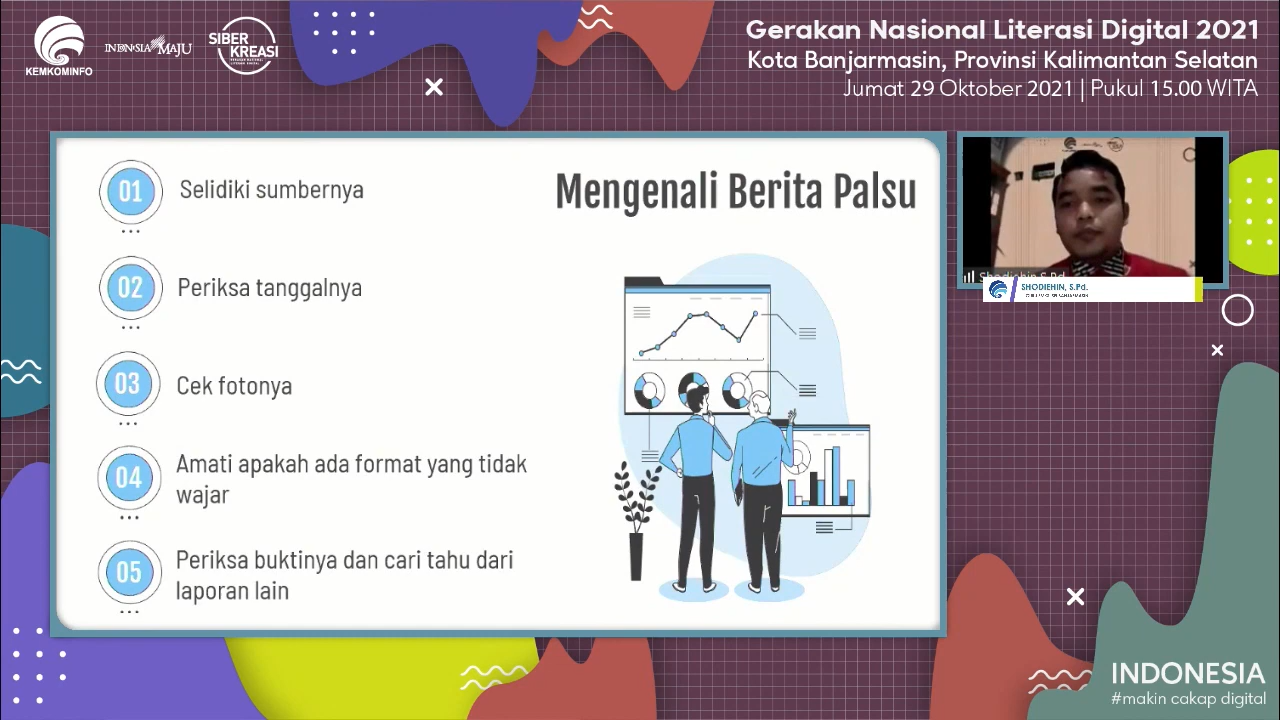 KEMKOMINFO
INDONESIA MAJU
SIBER
KREASI
Gerakan Nasional Literasi Digital 2021
Kota Banjarmasin, Provinsi Kalimantan Selatan
Jumat 29 Oktober 2021 | Pukul 15.00 WITA
Mengenali Berita Palsu
01 Selidiki sumbernya
02 Periksa tanggalnya
03 Cek fotonya
04 Amati apakah ada format yang tidak
wajar
05 Periksa buktinya dan cari tahu dari
laporan lain
Shodiehin S.Pd
SHODIEHIN, S.Pd.
INDONESIA
#makin cakap digital